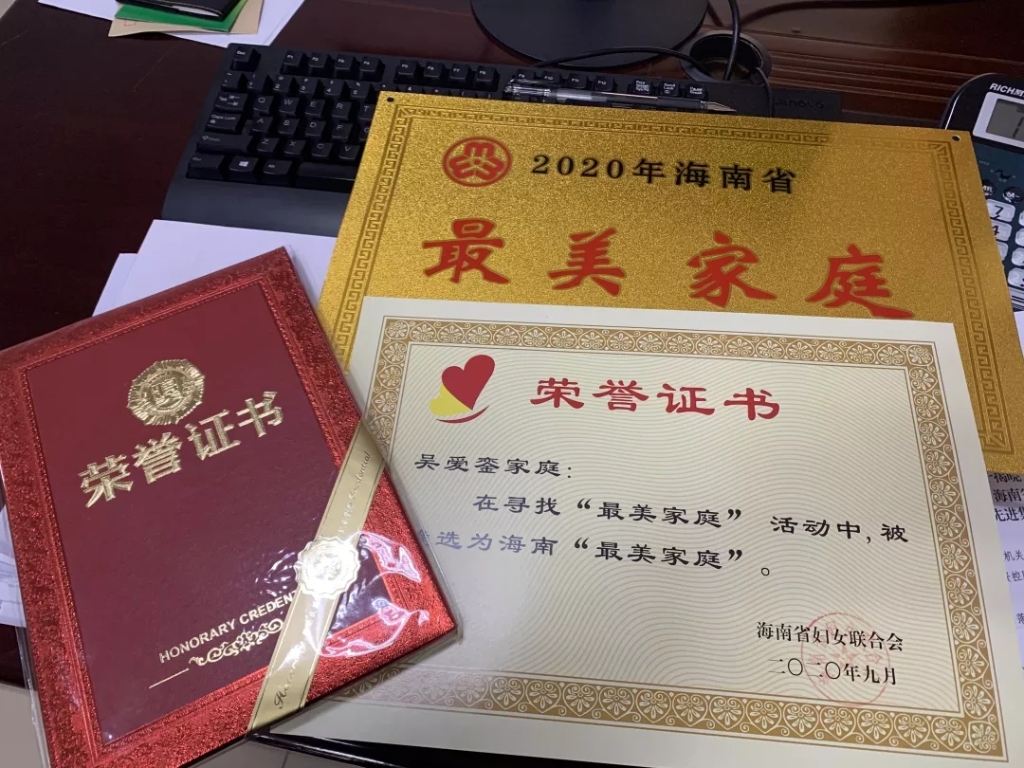 2020年海南省
最美家庭
荣誉证书
吴爱銮家庭：
在寻找“最美家庭”活动中，被
选为海南“最美家庭”。
海南省妇女联合会
二〇二〇年九月
荣誉证书
HONORARY CREDENT
海南